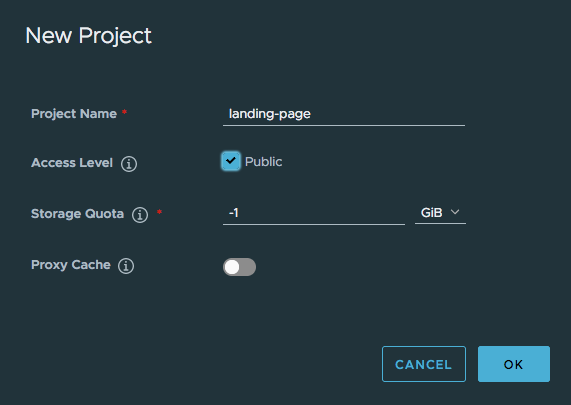 New Project
Project Name *
landing-page
Access Level i
Public
Storage Quota i *
-1
GiB
Proxy Cache i
CANCEL
OK